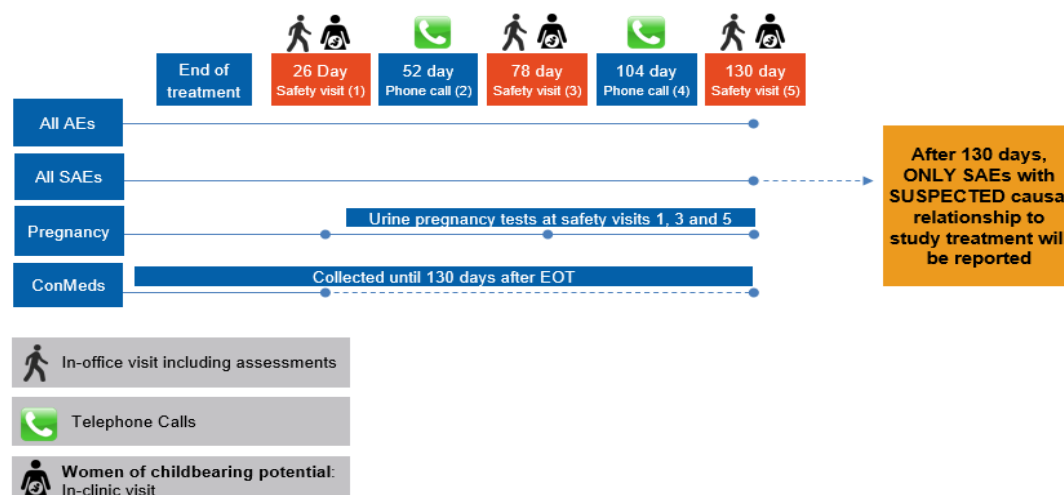 End of
treatment
26 Day
Safety visit (1)
52 day
Phone call (2)
78 day
Safety visit (3)
104 day
Phone call (4)
130 day
Safety visit (5)
All AEs
All SAEs
Pregnancy
Urine pregnancy tests at safety visits 1, 3 and 5
ConMeds
Collected until 130 days after EOT
After 130 days,
ONLY SAEs with
SUSPECTED causa
relationship to
study treatment will
be reported
In-office visit including assessments
Telephone Calls
Women of childbearing potential:
In-clinic visit